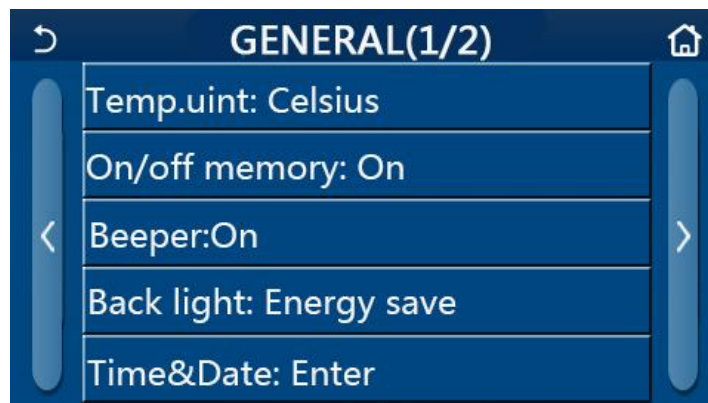 GENERAL(1/2)
Temp.uint: Celsius
On/off memory: On
Beeper:On
Back light: Energy save
Time&Date: Enter